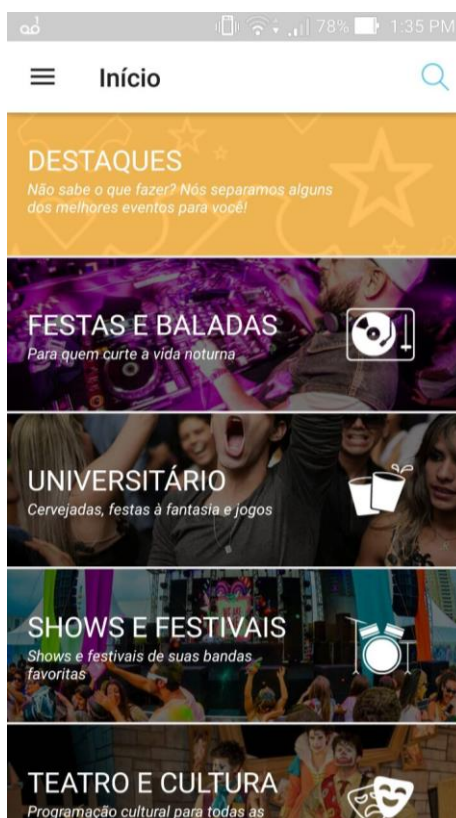 78% 1:35 PM
Início
DESTAQUES
Não sabe o que fazer? Nós separamos alguns
dos melhores eventos para você!
FESTAS E BALADAS
Para quem curte a vida noturna
UNIVERSITÁRIO
Cervejadas, festas à fantasia e jogos
SHOWS E FESTIVAIS
Shows e festivais de suas bandas
favoritas
TEATRO E CULTURA
Programação cultural para todas as